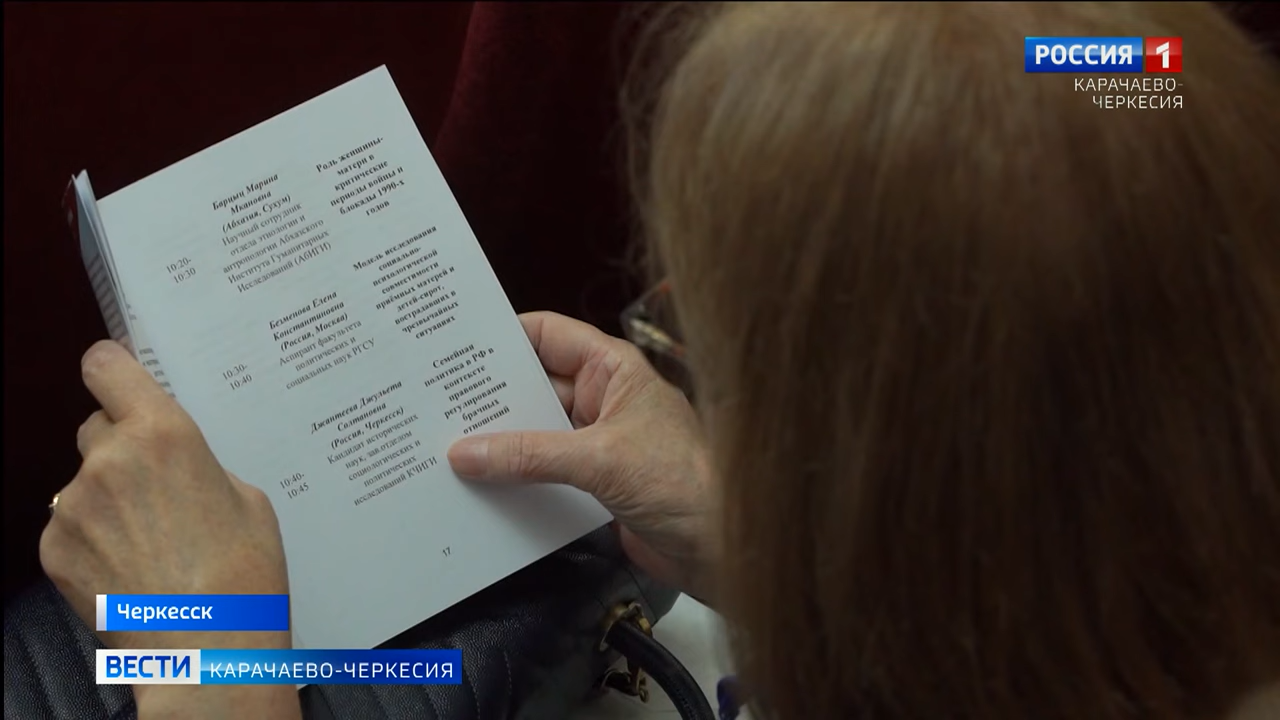 РОССИЯ 1
КАРАЧАЕВО-
ЧЕРКЕСИЯ
10:20-
10:30
Барцыц Марина
Мкановна
(Абхазия, Сухум)
Научный сотрудник
отдела этнологии и
антропологии Абхазского
Института Гуманитарных
Исследований (АбИГИ)
Роль женщины-
матери в
критические
периоды войны и
блокады 1990-х
годов
10:30-
10:40
Безменова Елена
Константиновна
(Россия, Москва)
Аспирант факультета
политических и
социальных наук РГСУ
Модель исследования
социально-
психологической
совместимости
приёмных матерей и
детей-сирот,
пострадавших в
чрезвычайных
ситуациях
10:40-
10:45
Джантеева Джульета
Солтановна
(Россия, Черкесск)
Кандидат исторических
наук, зав.отделом
социологических и
политических
исследований КЧИГИ
Семейная
политика в РФ в
контексте
правового
регулирования
брачных
отношений
17
Черкесск
ВЕСТИ КАРАЧАЕВО-ЧЕРКЕСИЯ